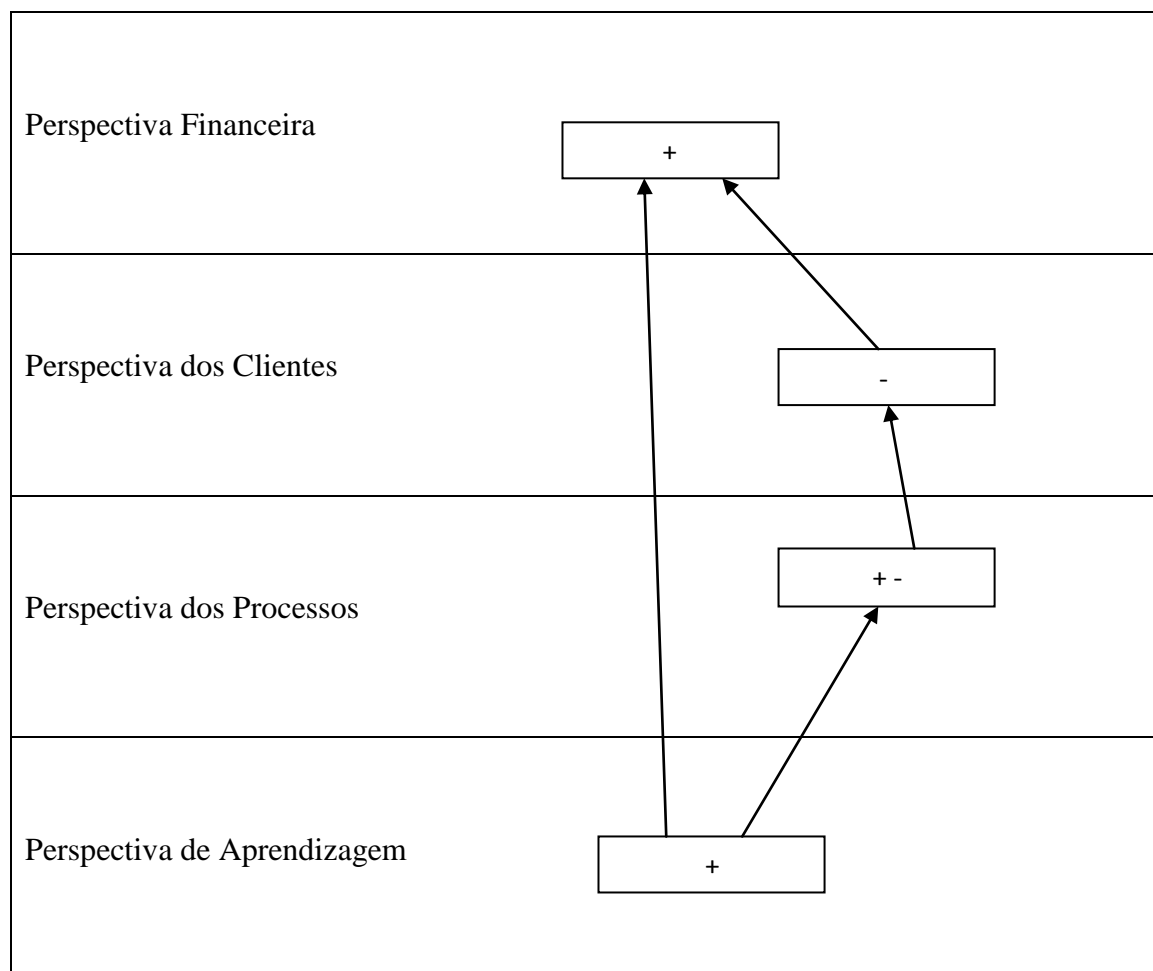 Perspectiva Financeira
+
Perspectiva dos Clientes
-
+ -
Perspectiva dos Processos
Perspectiva de Aprendizagem
+